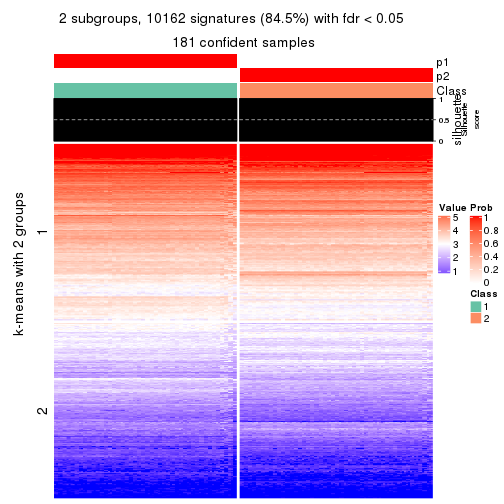 2 subgroups, 10162 signatures (84.5%) with fdr < 0.05
181 confident samples
p1
p2
Class
silhouette
Silhouette
score
1
0.5
0
k-means with 2 groups
1
2
Value
5
4
3
2
1
Prob
1
0.8
0.6
0.4
0.2
0
Class
1
2